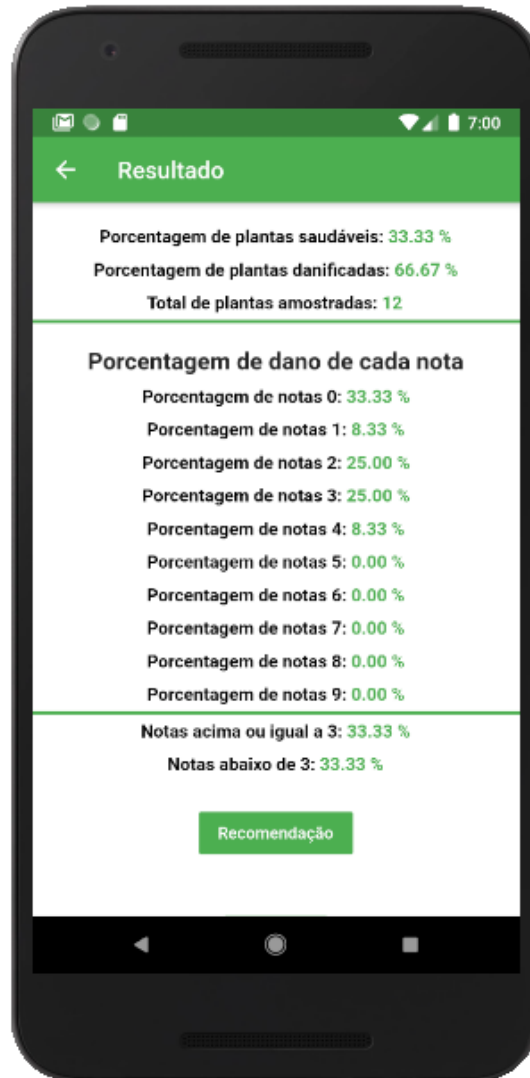 7:00
Resultado
Porcentagem de plantas saudáveis: 33.33 %
Porcentagem de plantas danificadas: 66.67 %
Total de plantas amostradas: 12
Porcentagem de dano de cada nota
Porcentagem de notas 0: 33.33 %
Porcentagem de notas 1: 8.33 %
Porcentagem de notas 2: 25.00 %
Porcentagem de notas 3: 25.00 %
Porcentagem de notas 4: 8.33 %
Porcentagem de notas 5: 0.00 %
Porcentagem de notas 6: 0.00 %
Porcentagem de notas 7: 0.00 %
Porcentagem de notas 8: 0.00 %
Porcentagem de notas 9: 0.00 %
Notas acima ou igual a 3: 33.33 %
Notas abaixo de 3: 33.33 %
Recomendação